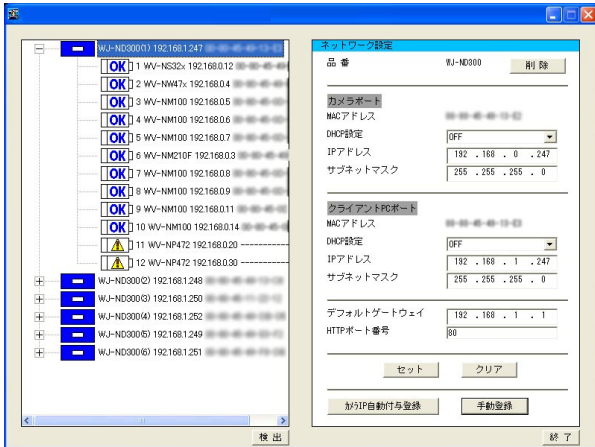 WJ-ND300(1) 192.168.1.247
OK 1 WV-NS32x 192.168.0.12
OK 2 WV-NW47x 192.168.0.4
OK 3 WV-NM100 192.168.0.5
OK 4 WV-NM100 192.168.0.6
OK 5 WV-NM100 192.168.0.7
OK 6 WV-NM210F 192.168.0.3
OK 7 WV-NM100 192.168.0.8
OK 8 WV-NM100 192.168.0.9
OK 9 WV-NM100 192.168.0.11
OK 10 WV-NM100 192.168.0.14
11 WV-NP472 192.168.0.20 -----------
12 WV-NP472 192.168.0.30 -----------
WJ-ND300(2) 192.168.1.248
WJ-ND300(3) 192.168.1.250
WJ-ND300(4) 192.168.1.252
WJ-ND300(5) 192.168.1.249
WJ-ND300(6) 192.168.1.251
検 出
ネットワーク設定
品 番 WJ-ND300 削 除
カメラポート
MACアドレス
DHCP設定 OFF
IPアドレス 192 . 168 . 0 . 247
サブネットマスク 255 . 255 . 255 . 0
クライアントPCポート
MACアドレス
DHCP設定 OFF
IPアドレス 192 . 168 . 1 . 247
サブネットマスク 255 . 255 . 255 . 0
デフォルトゲートウェイ 192 . 168 . 1 . 1
HTTPポート番号 80
セット クリア
カメラIP自動付与登録 手動登録
終 了